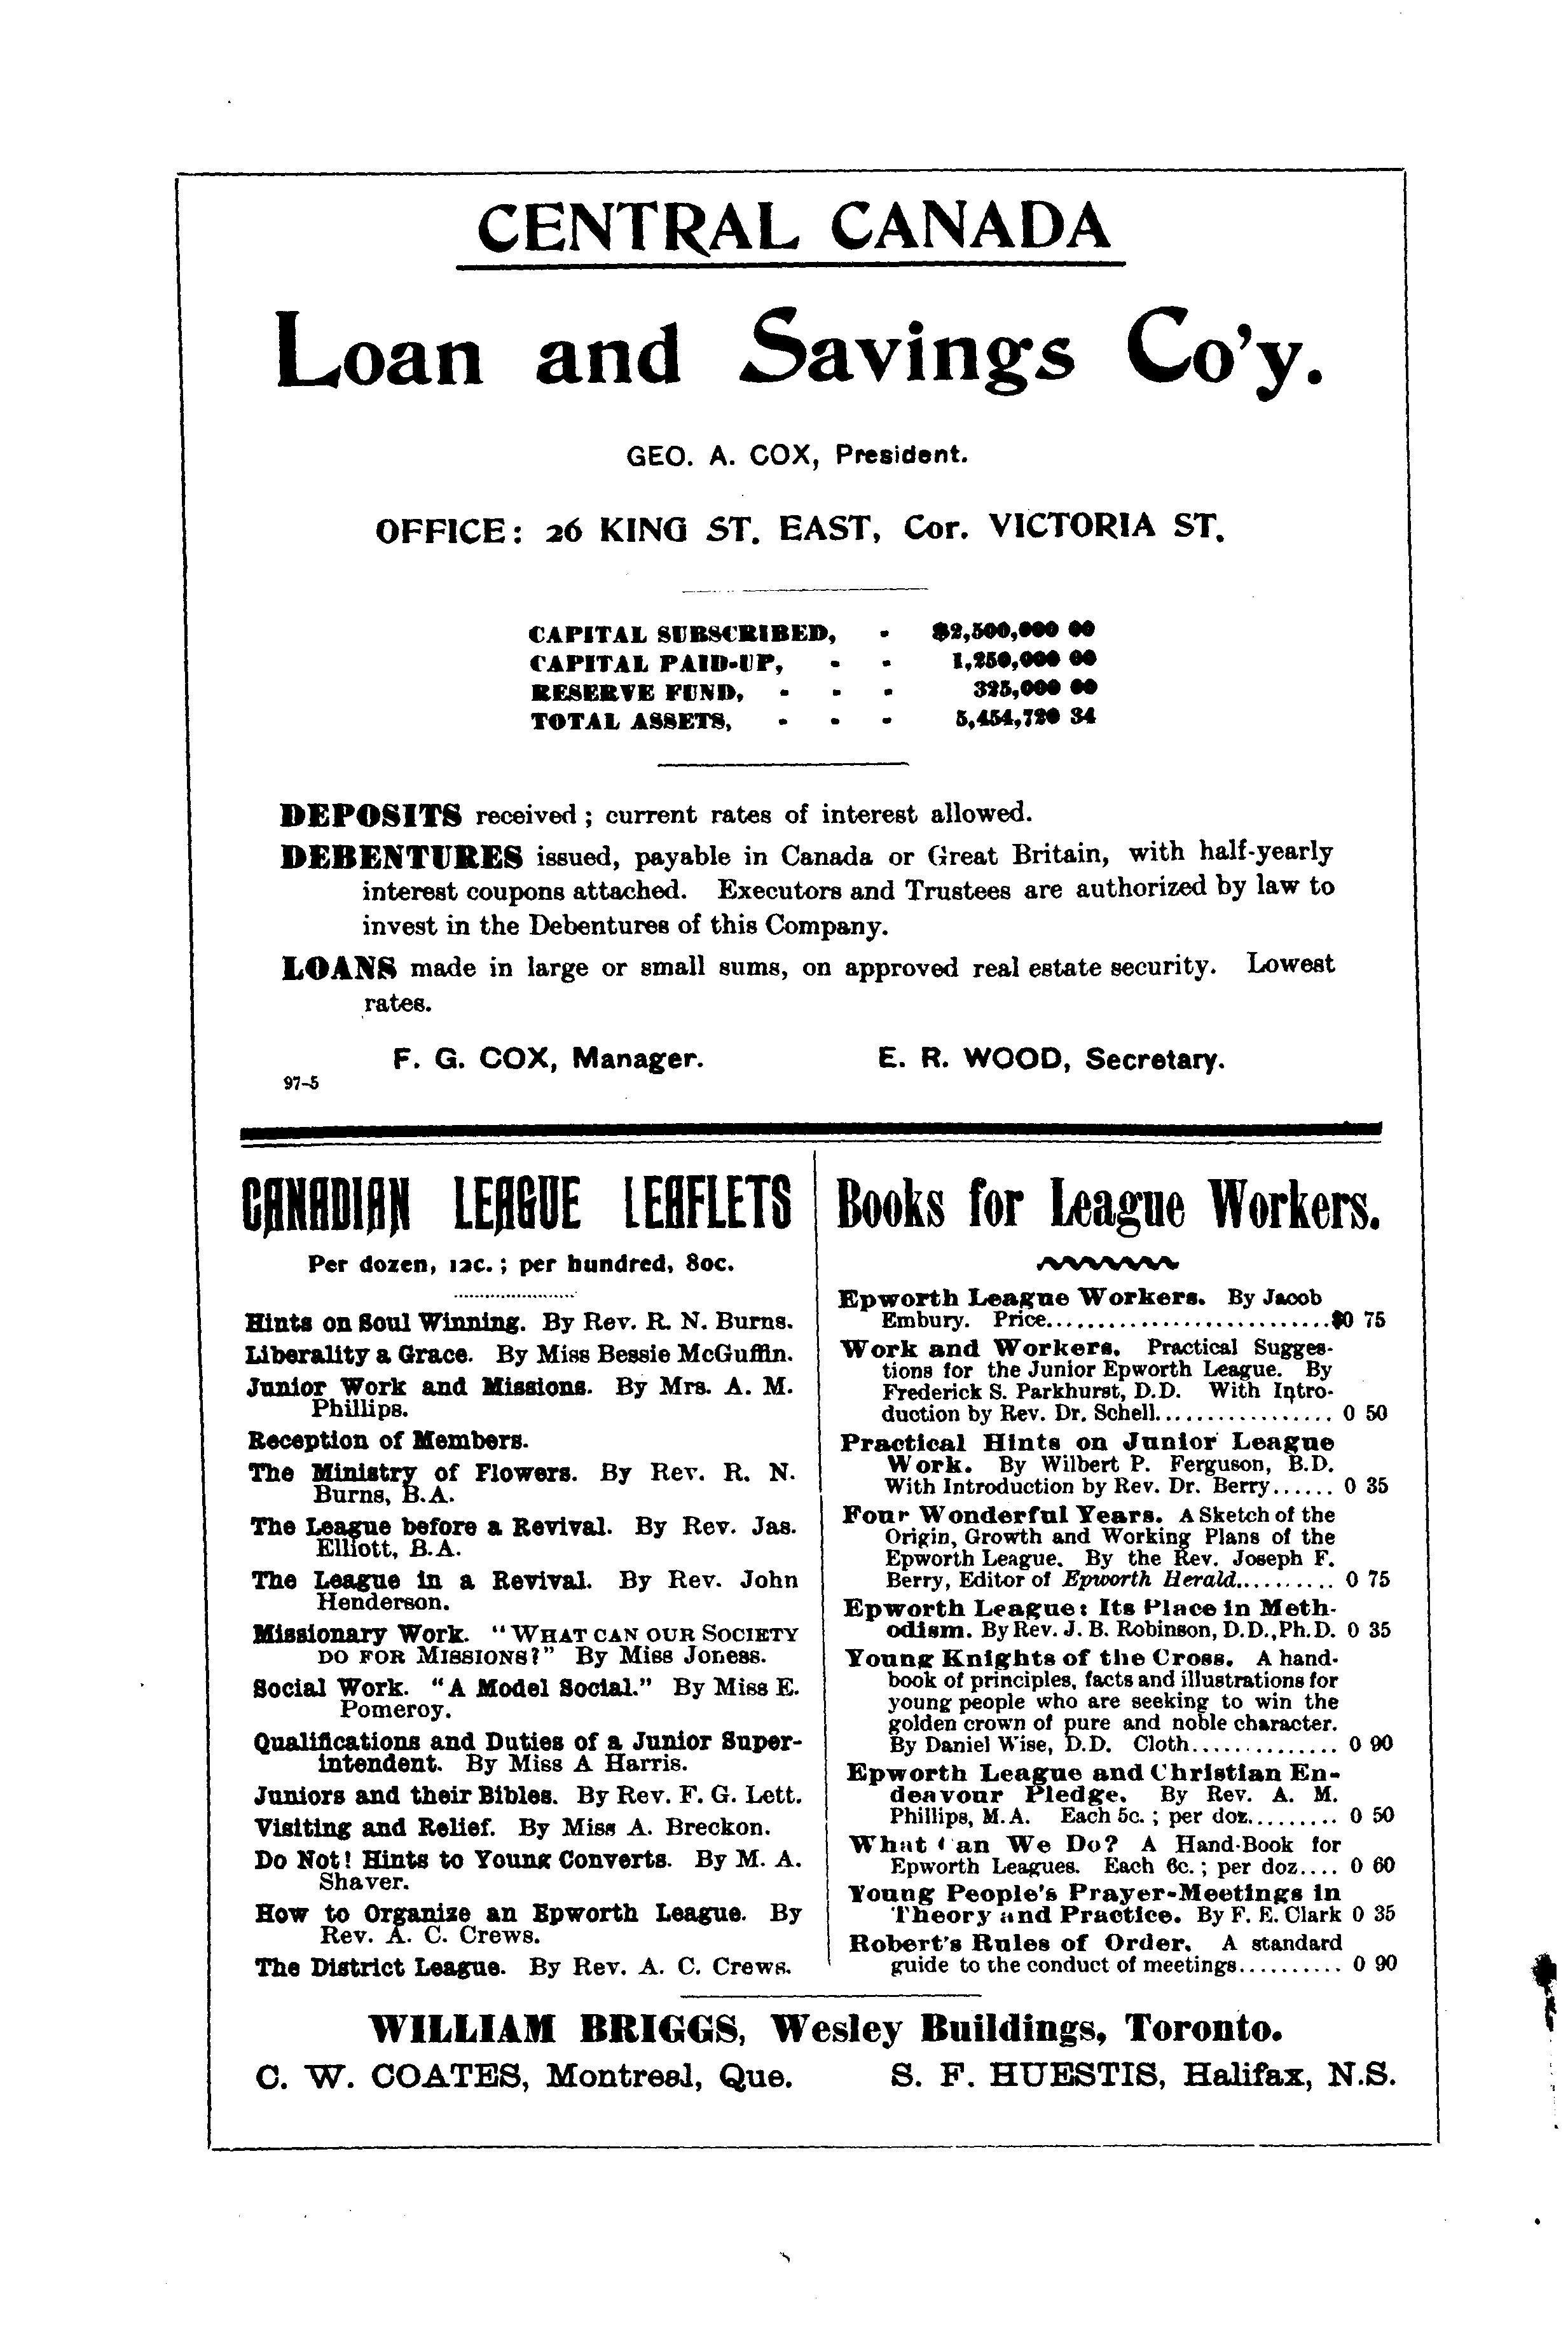 CENTRAL CANADA
Loan and Savings Co'y.
GEO. A. COX, President.
OFFICE: 26 KING ST. EAST, Cor. VICTORIA ST.
CAPITAL SUBSCRIBED, - $2,500,000 00
CAPITAL PAID-UP, - - 1,250,000 00
RESERVE FUND, - - - 325,000 00
TOTAL ASSETS, - - - 5,454,720 34
DEPOSITS received; current rates of interest allowed.
DEBENTURES issued, payable in Canada or Great Britain, with half-yearly
interest coupons attached. Executors and Trustees are authorized by law to
invest in the Debentures of this Company.
LOANS made in large or small sums, on approved real estate security. Lowest
rates.
F. G. COX, Manager. E. R. WOOD, Secretary.
97-5
CANADIAN LEAGUE LEAFLETS
Per dozen, 12c.; per hundred, 80c.
Hints on Soul Winning. By Rev. R. N. Burns.
Liberality a Grace. By Miss Bessie McGuffin.
Junior Work and Missions. By Mrs. A. M.
Phillips.
Reception of Members.
The Ministry of Flowers. By Rev. R. N.
Burns, B.A.
The League before a Revival. By Rev. Jas.
Elliott, B.A.
The League in a Revival. By Rev. John
Henderson.
Missionary Work. "WHAT CAN OUR SOCIETY
DO FOR MISSIONS?" By Miss Joness.
Social Work. "A Model Social." By Miss E.
Pomeroy.
Qualifications and Duties of a Junior Super-
intendent. By Miss A Harris.
Juniors and their Bibles. By Rev. F. G. Lett.
Visiting and Relief. By Miss A. Breckon.
Do Not! Hints to Young Converts. By M. A.
Shaver.
How to Organize an Epworth League. By
Rev. A. C. Crews.
The District League. By Rev. A. C. Crews.
Books for League Workers.
Epworth League Workers. By Jacob
Embury. Price...........................$0 75
Work and Workers. Practical Sugges-
tions for the Junior Epworth League. By
Frederick S. Parkhurst, D.D. With Intro-
duction by Rev. Dr. Schell................. 0 50
Practical Hints on Junior League
Work. By Wilbert P. Ferguson, B.D.
With Introduction by Rev. Dr. Berry...... 0 35
Four Wonderful Years. A Sketch of the
Origin, Growth and Working Plans of the
Epworth League. By the Rev. Joseph F.
Berry, Editor of Epworth Herald.......... 0 75
Epworth League: Its Place in Meth-
odism. By Rev. J. B. Robinson, D.D., Ph.D. 0 35
Young Knights of the Cross. A hand-
book of principles, facts and illustrations for
young people who are seeking to win the
golden crown of pure and noble character.
By Daniel Wise, D.D. Cloth.............. 0 90
Epworth League and Christian En-
deavour Pledge. By Rev. A. M.
Phillips, M.A. Each 5c.; per doz......... 0 50
What Can We Do? A Hand-Book for
Epworth Leagues. Each 6c.; per doz.... 0 60
Young People's Prayer-Meetings in
Theory and Practice. By F. E. Clark 0 35
Robert's Rules of Order. A standard
guide to the conduct of meetings.......... 0 90
WILLIAM BRIGGS, Wesley Buildings, Toronto.
C. W. COATES, Montreal, Que. S. F. HUESTIS, Halifax, N.S.